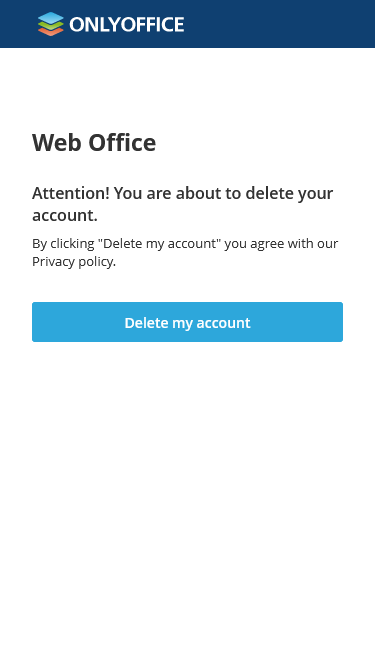 ONLYOFFICE
Web Office
Attention! You are about to delete your
account.
By clicking "Delete my account" you agree with our
Privacy policy.
Delete my account